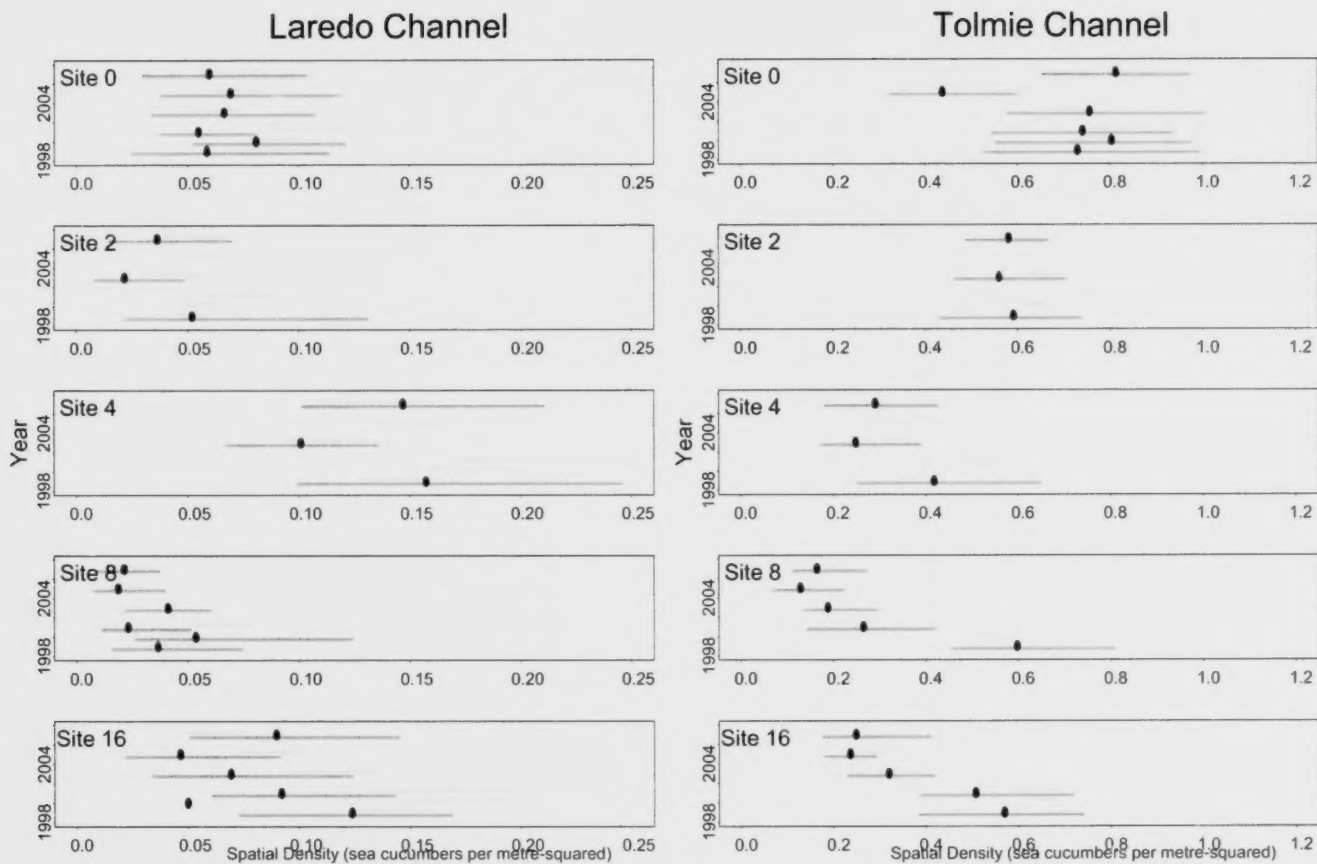 Laredo Channel
Site 0
2004
1998
0.0 0.05 0.10 0.15 0.20 0.25
Site 2
2004
1998
0.0 0.05 0.10 0.15 0.20 0.25
Site 4
2004
1998
Year
0.0 0.05 0.10 0.15 0.20 0.25
Site 8
2004
1998
0.0 0.05 0.10 0.15 0.20 0.25
Site 16
2004
1998
0.0 0.05 0.10 0.15 0.20 0.25
Spatial Density (sea cucumbers per metre-squared)
Tolmie Channel
Site 0
2004
1998
0.0 0.2 0.4 0.6 0.8 1.0 1.2
Site 2
2004
1998
0.0 0.2 0.4 0.6 0.8 1.0 1.2
Site 4
2004
1998
Year
0.0 0.2 0.4 0.6 0.8 1.0 1.2
Site 8
2004
1998
0.0 0.2 0.4 0.6 0.8 1.0 1.2
Site 16
2004
1998
0.0 0.2 0.4 0.6 0.8 1.0 1.2
Spatial Density (sea cucumbers per metre-squared)